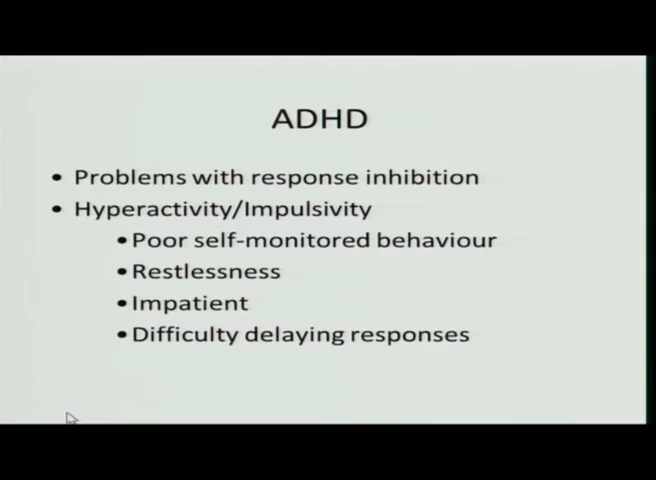 ADHD
• Problems with response inhibition
• Hyperactivity/Impulsivity
• Poor self-monitored behaviour
• Restlessness
• Impatient
• Difficulty delaying responses